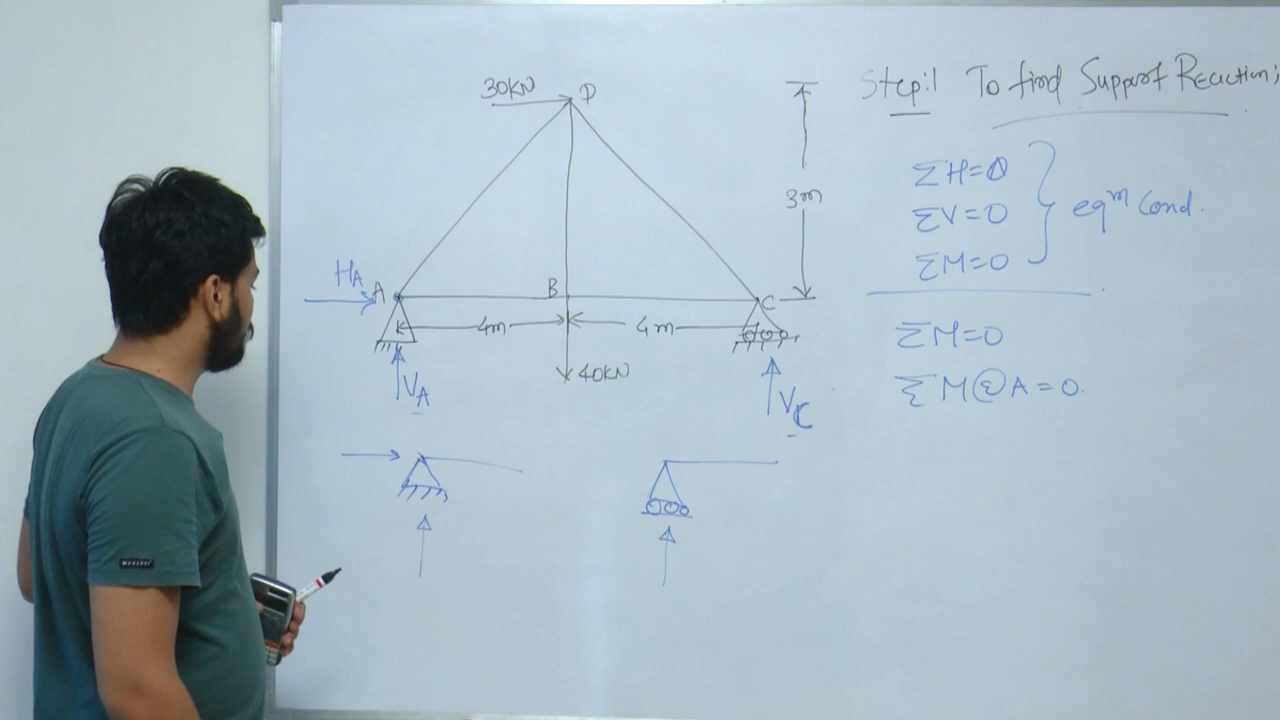 Step:1 To find Support Reaction;
30KN D
ΣH=0
ΣV=0
ΣM=0
eqm Cond.
3m
HA
A B C
4m 4m
40KN
VA
VC
ΣM=0
ΣM@A=0.